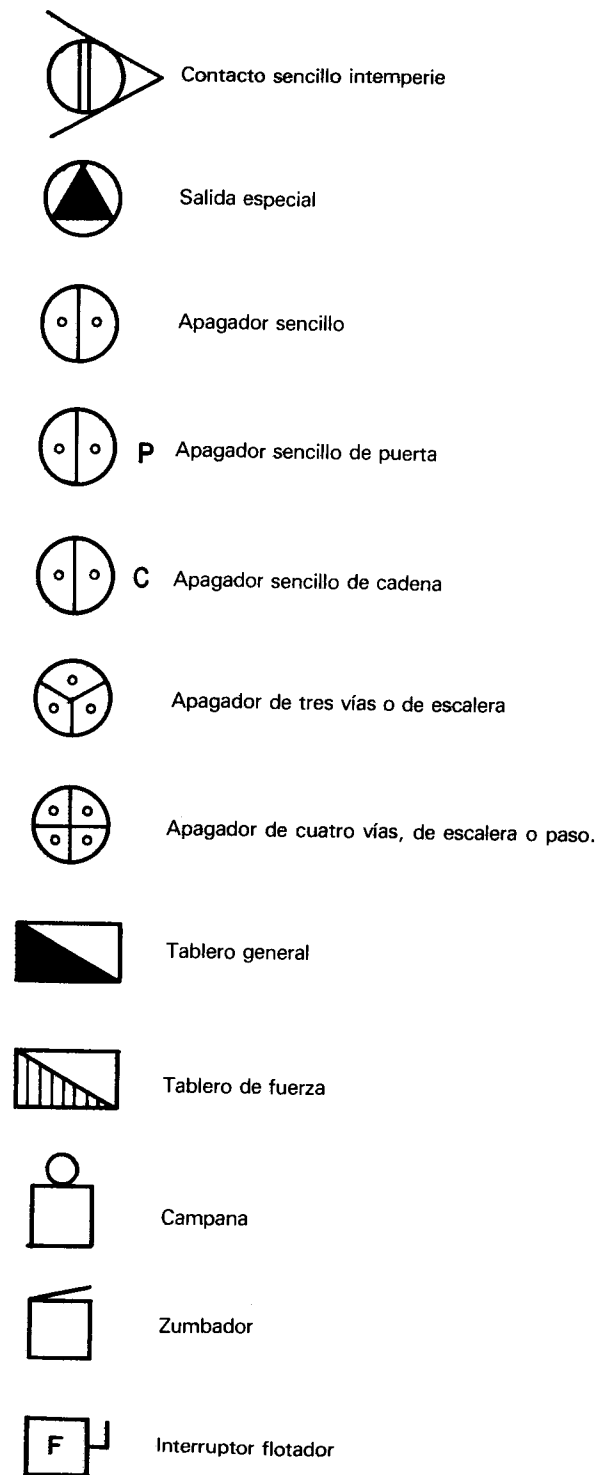 Contacto sencillo intemperie
Salida especial
Apagador sencillo
P Apagador sencillo de puerta
C Apagador sencillo de cadena
Apagador de tres vías o de escalera
Apagador de cuatro vías, de escalera o paso.
Tablero general
Tablero de fuerza
Campana
Zumbador
F Interruptor flotador